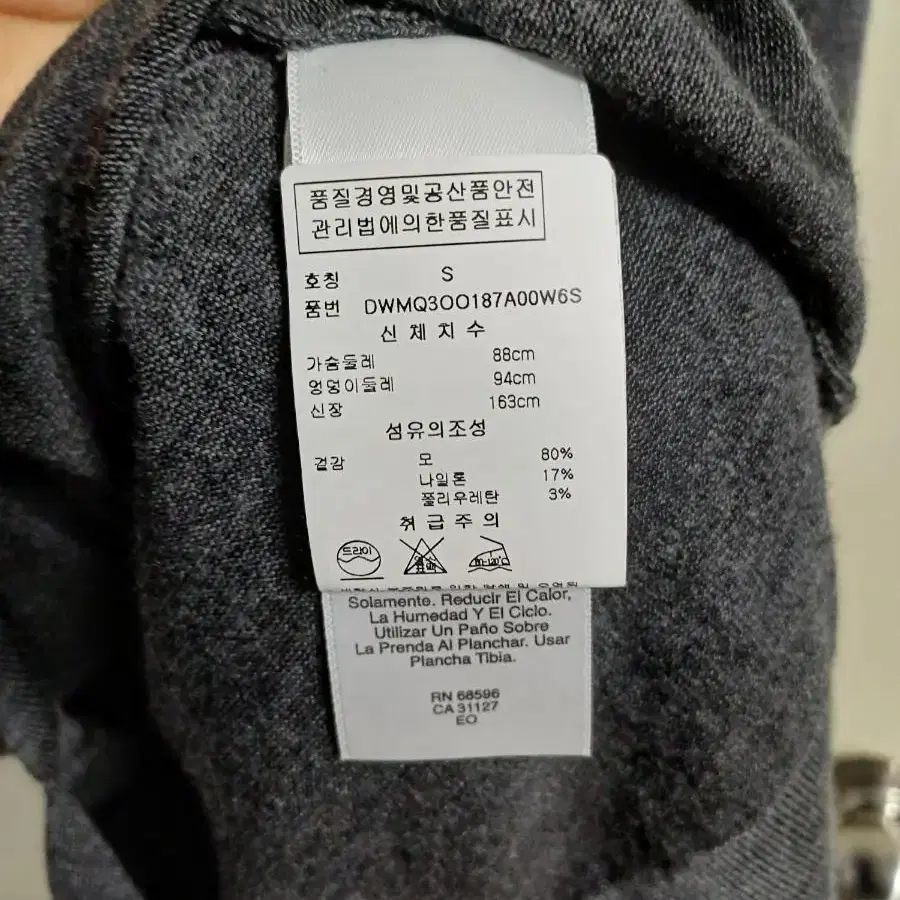 품질경영및공산품안전
관리법에의한품질표시
호칭 S
품번 DWMQ3OO187A00W6S
신 체 치 수
가슴둘레 88cm
엉덩이둘레 94cm
신장 163cm
섬유의조성
겉감 모 80%
나일론 17%
폴리우레탄 3%
취 급 주 의
드라이
Solamente. Reducir El Calor,
La Humedad Y El Ciclo.
Utilizar Un Paño Sobre
La Prenda Al Planchar. Usar
Plancha Tibia.
RN 68596
CA 31127
EO